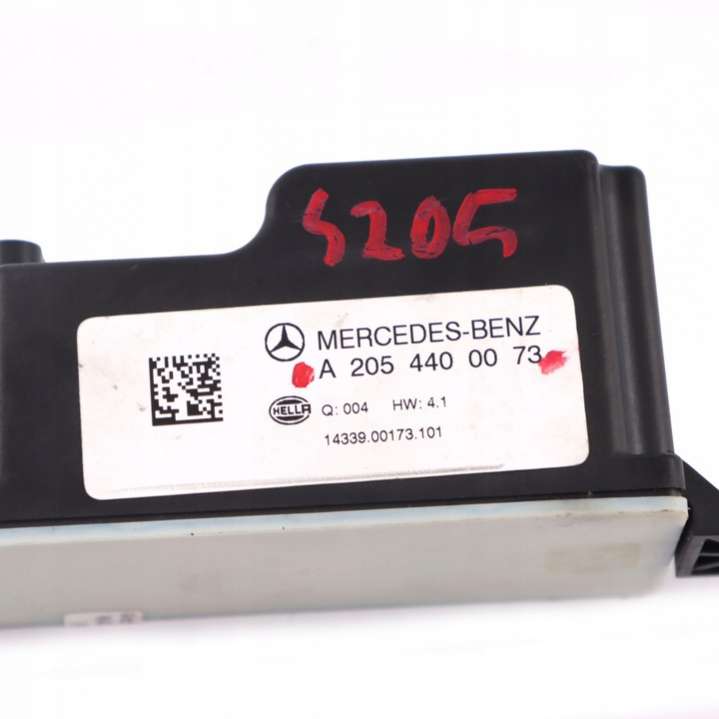 S205
MERCEDES-BENZ
A 205 440 00 73
HELLA Q: 004 HW: 4.1
14339.00173.101